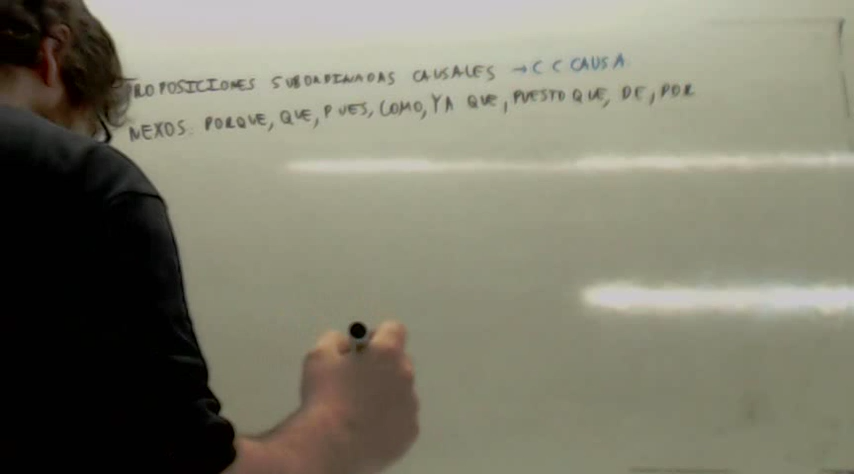 PROPOSICIONES SUBORDINADAS CAUSALES → C C CAUSA
NEXOS: PORQUE, QUE, PUES, COMO, YA QUE, PUESTO QUE, DE, POR